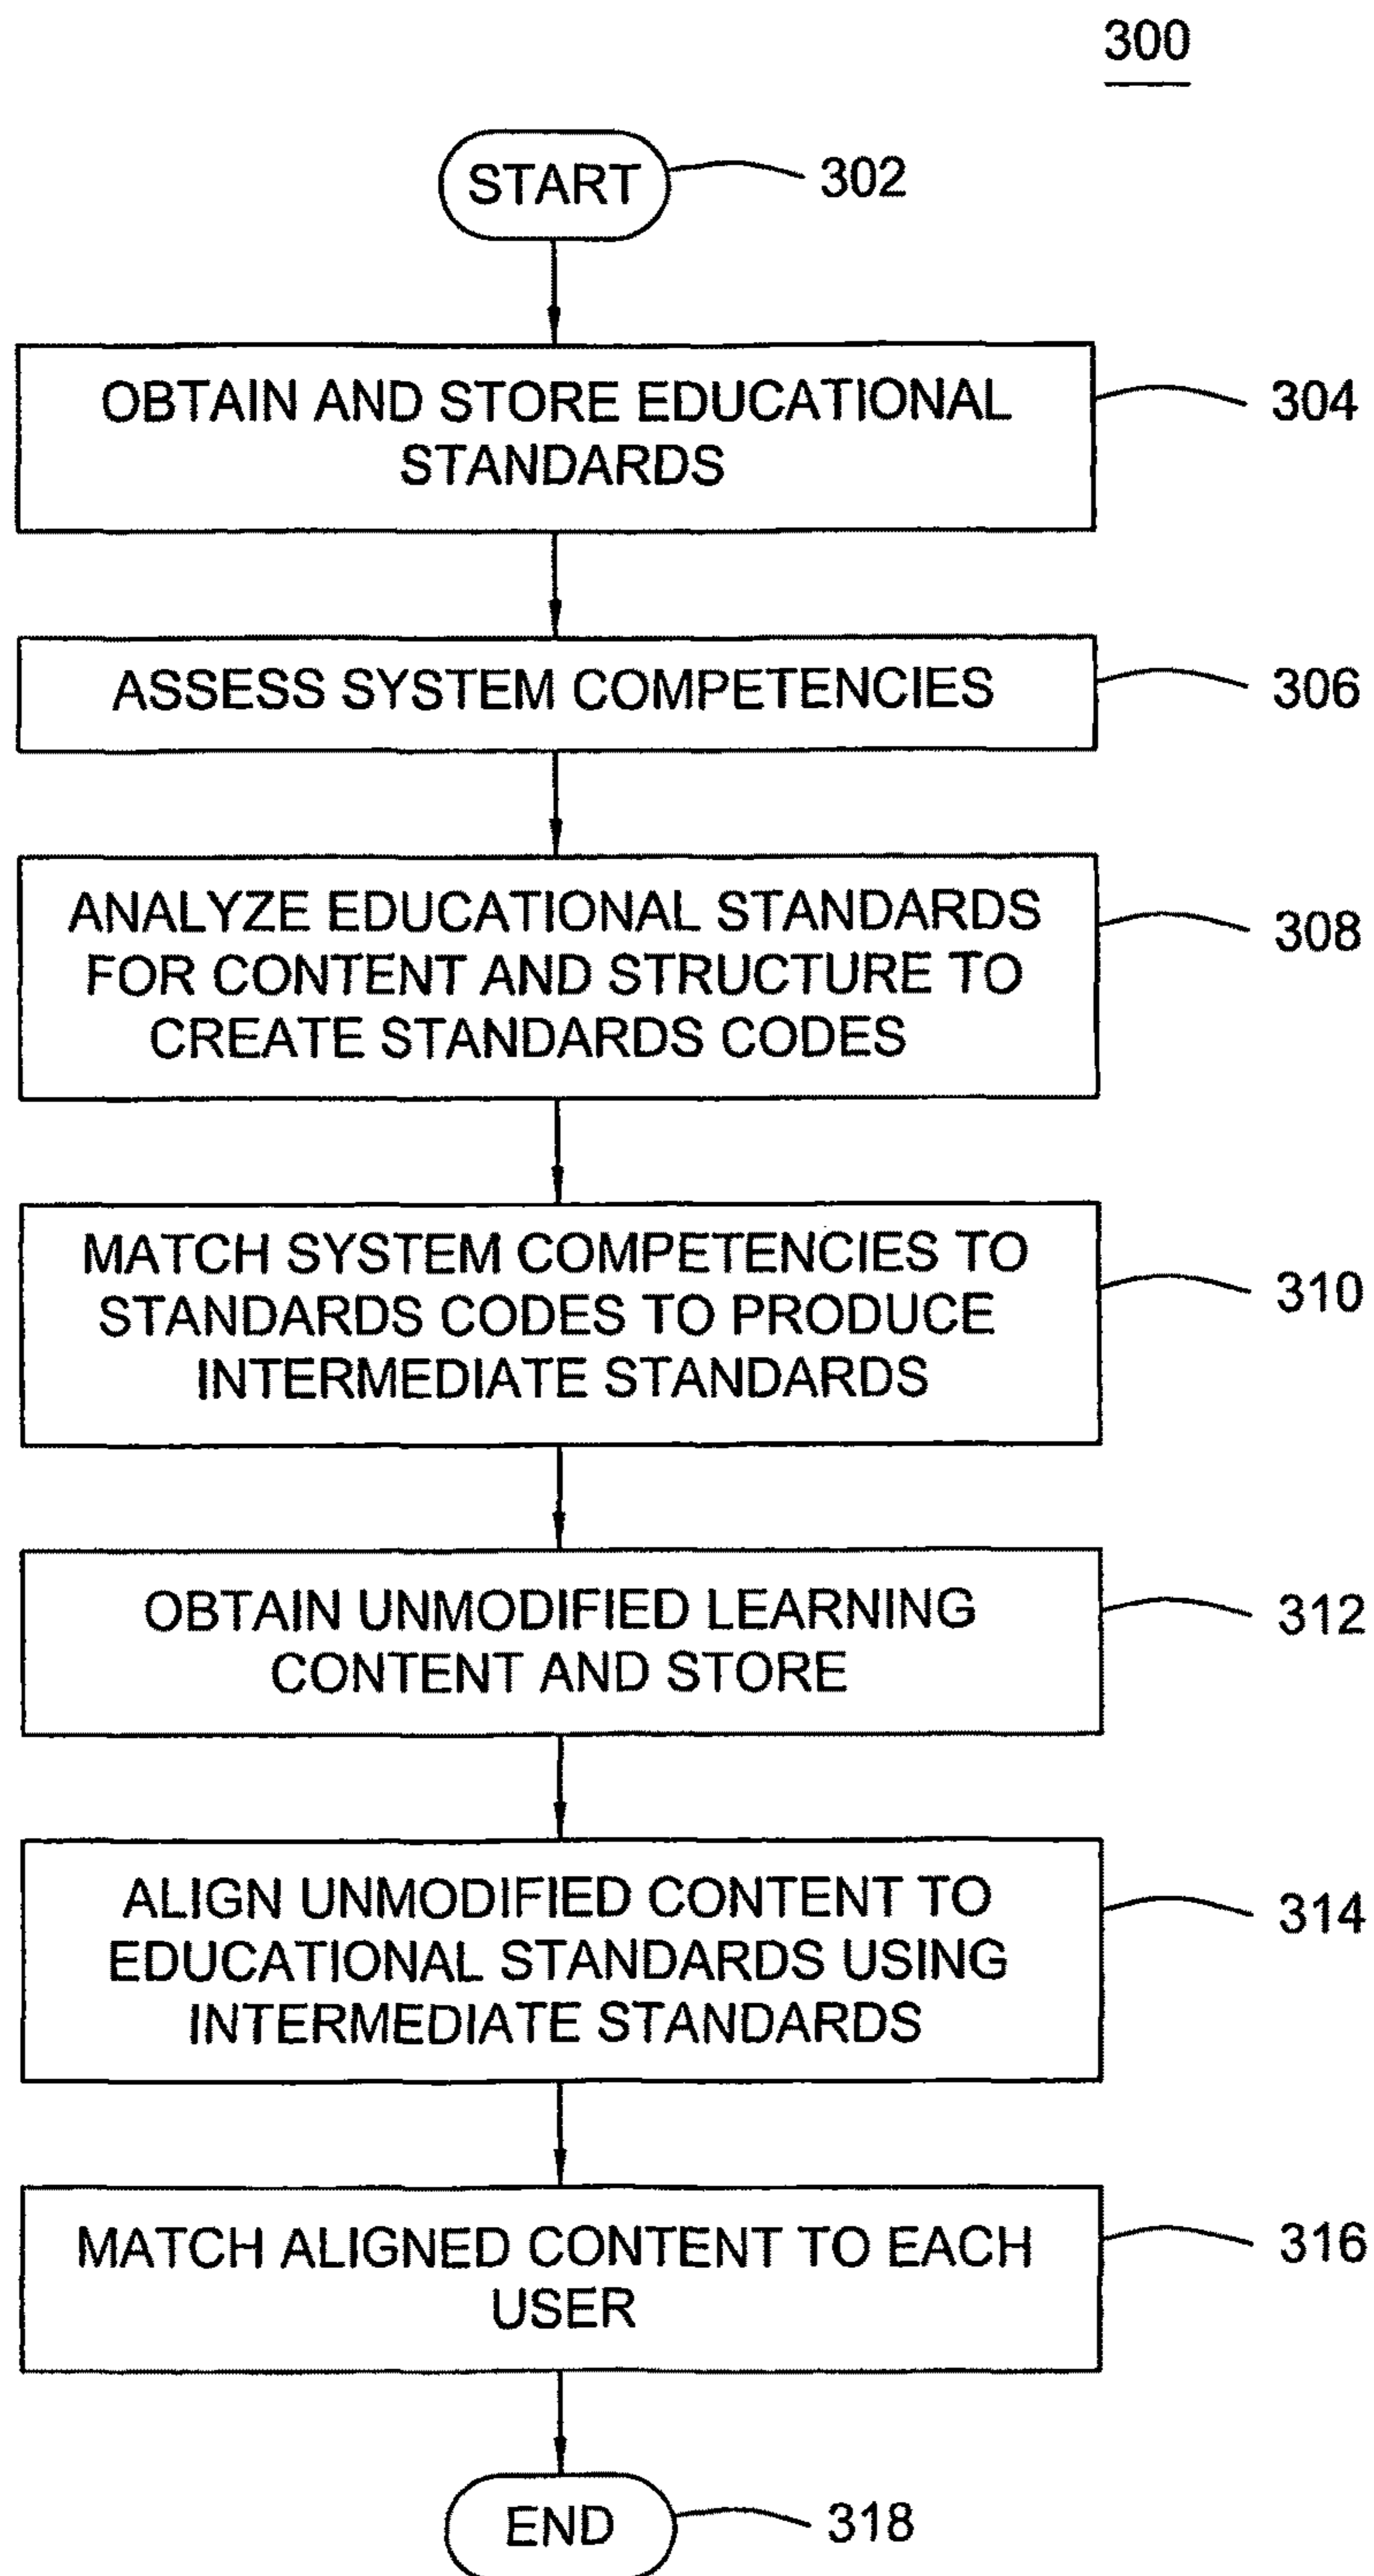 300
START
302
OBTAIN AND STORE EDUCATIONAL
STANDARDS
304
ASSESS SYSTEM COMPETENCIES
306
ANALYZE EDUCATIONAL STANDARDS
FOR CONTENT AND STRUCTURE TO
CREATE STANDARDS CODES
308
MATCH SYSTEM COMPETENCIES TO
STANDARDS CODES TO PRODUCE
INTERMEDIATE STANDARDS
310
OBTAIN UNMODIFIED LEARNING
CONTENT AND STORE
312
ALIGN UNMODIFIED CONTENT TO
EDUCATIONAL STANDARDS USING
INTERMEDIATE STANDARDS
314
MATCH ALIGNED CONTENT TO EACH
USER
316
END
318